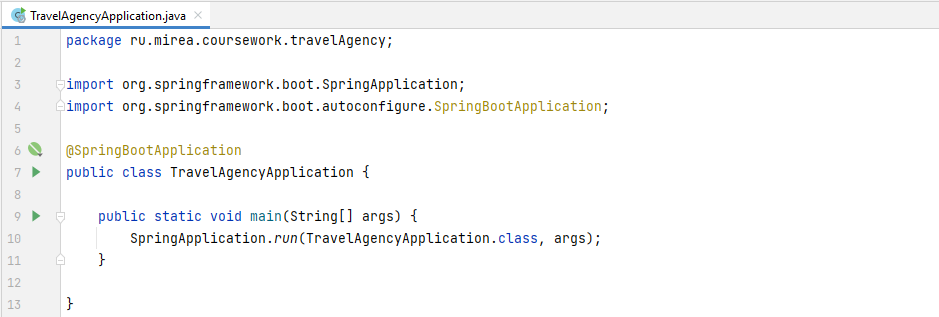 TravelAgencyApplication.java
1 package ru.mirea.coursework.travelAgency;
2
3 import org.springframework.boot.SpringApplication;
4 import org.springframework.boot.autoconfigure.SpringBootApplication;
5
6 @SpringBootApplication
7 public class TravelAgencyApplication {
8
9     public static void main(String[] args) {
10         SpringApplication.run(TravelAgencyApplication.class, args);
11     }
12
13 }